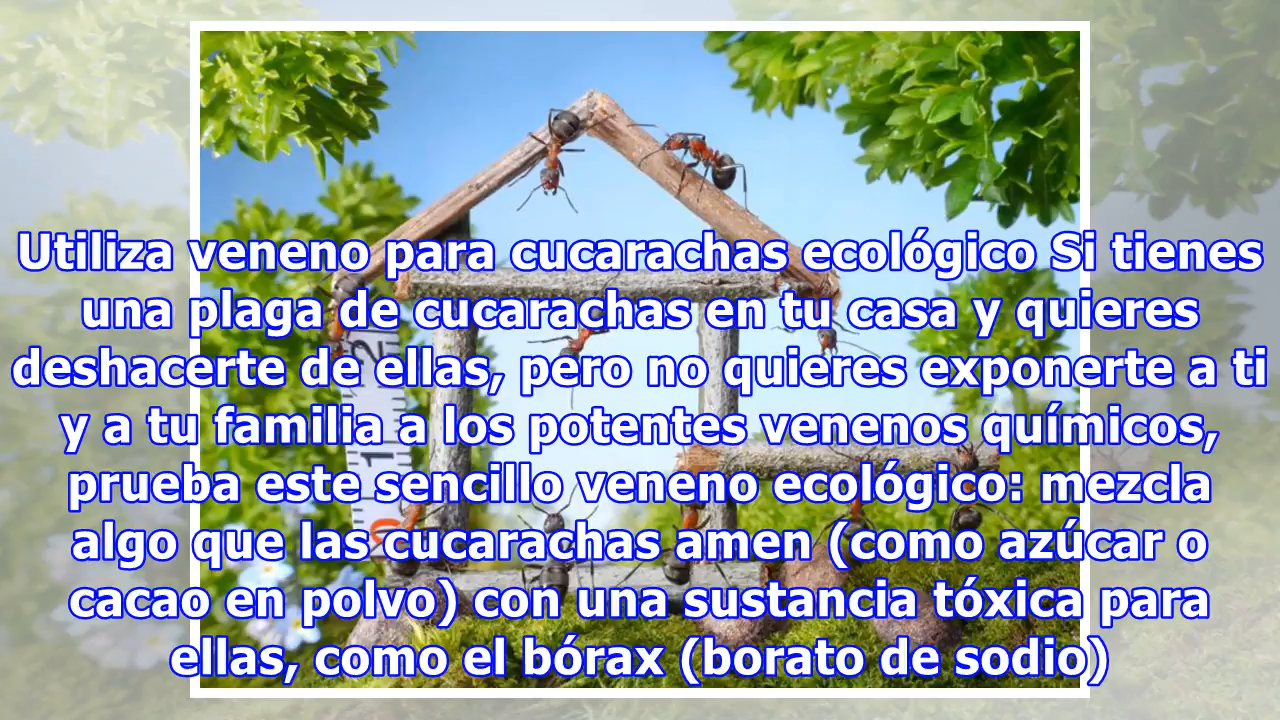 Utiliza veneno para cucarachas ecológico Si tienes
una plaga de cucarachas en tu casa y quieres
deshacerte de ellas, pero no quieres exponerte a ti
y a tu familia a los potentes venenos químicos,
prueba este sencillo veneno ecológico: mezcla
algo que las cucarachas amen (como azúcar o
cacao en polvo) con una sustancia tóxica para
ellas, como el bórax (borato de sodio)
2
1
0